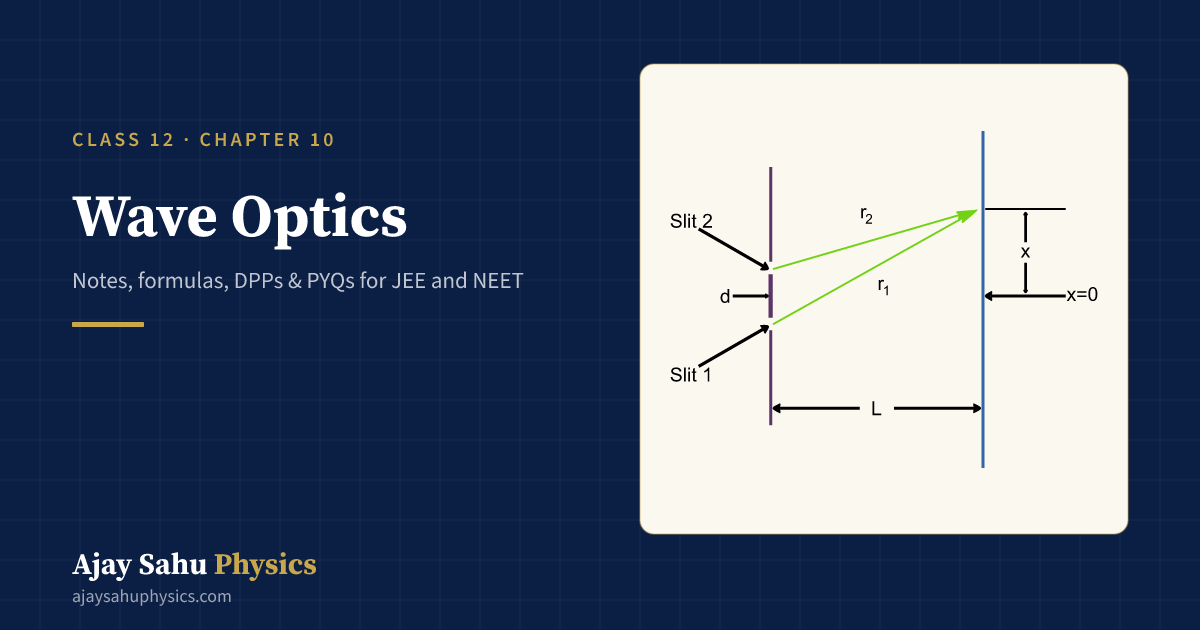 CLASS 12 · CHAPTER 10
Wave Optics
Notes, formulas, DPPs & PYQs for JEE and NEET
Ajay Sahu Physics
ajaysahuphysics.com
Slit 2
r2
x
r1
d
x=0
Slit 1
L